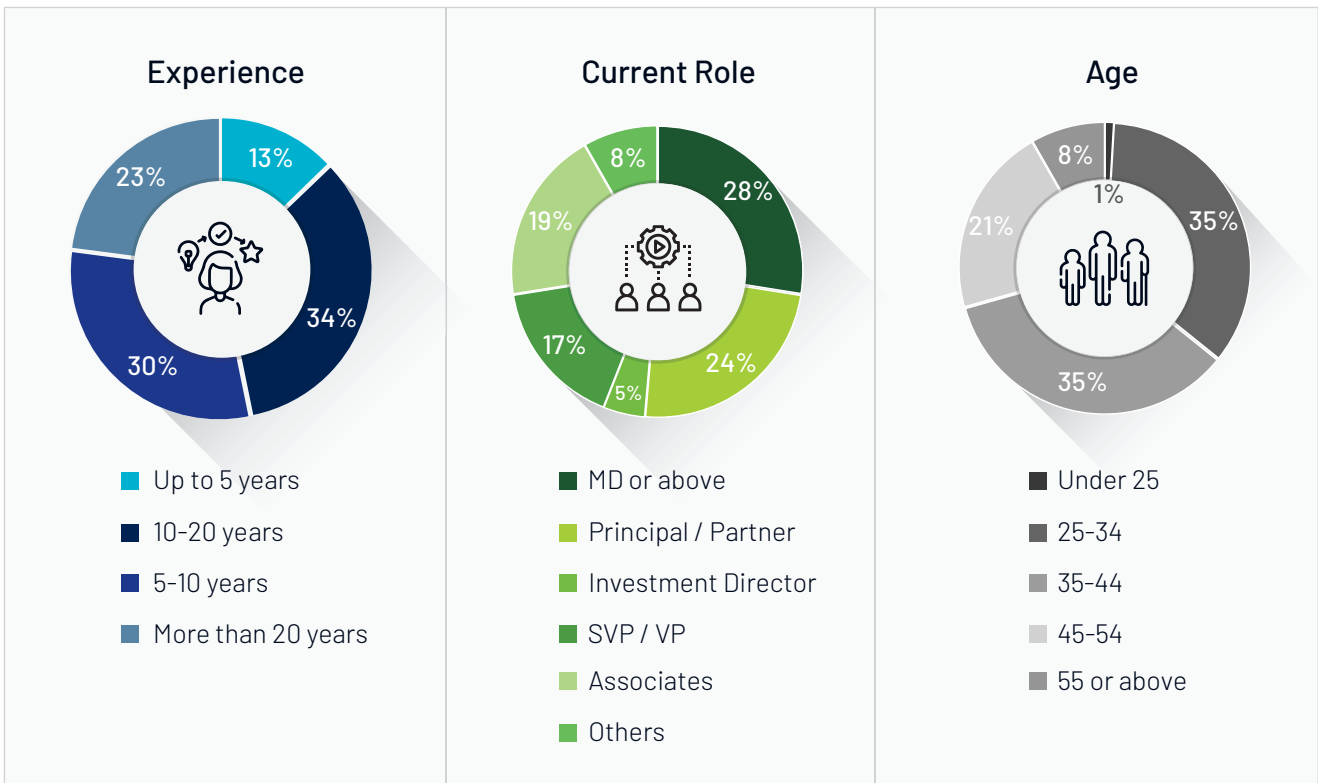 Experience
13%
34%
30%
23%
Up to 5 years
10-20 years
5-10 years
More than 20 years
Current Role
28%
24%
5%
17%
19%
8%
MD or above
Principal / Partner
Investment Director
SVP / VP
Associates
Others
Age
1%
35%
35%
21%
8%
Under 25
25-34
35-44
45-54
55 or above